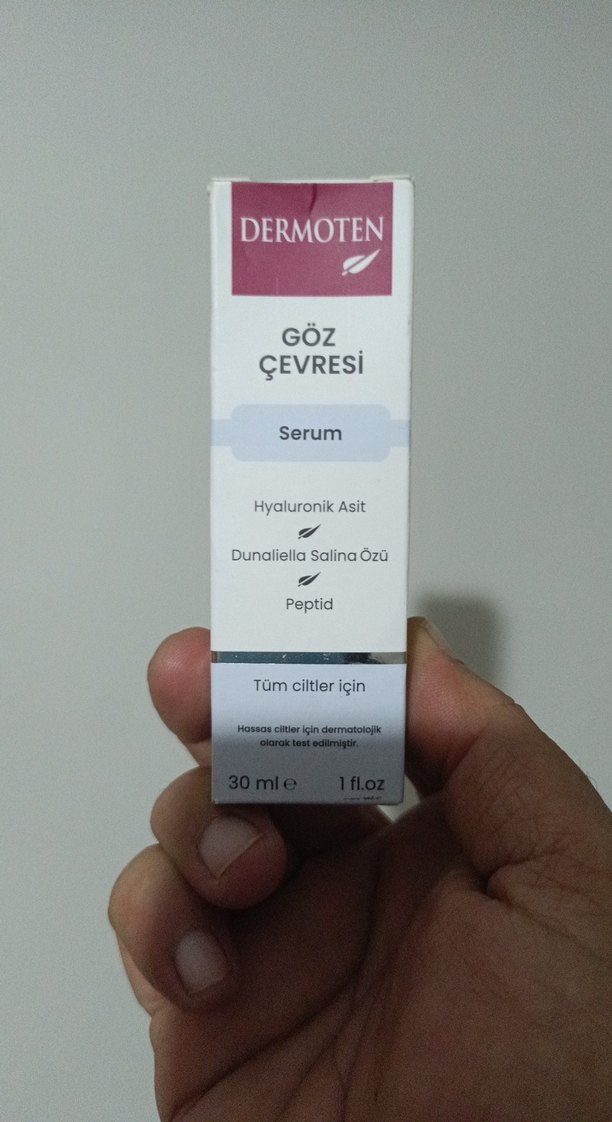 DERMOTEN
GÖZ
ÇEVRESİ
Serum
Hyaluronik Asit
Dunaliella Salina Özü
Peptid
Tüm ciltler için
Hassas ciltler için dermatolojik
olarak test edilmiştir.
30 ml ℮ 1 fl.oz